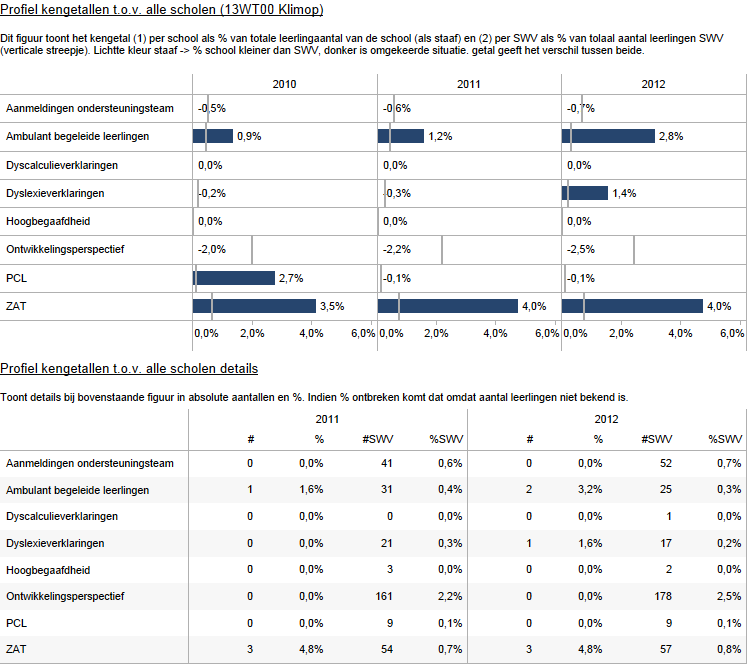 Profiel kengetallen t.o.v. alle scholen (13WT00 Klimop)
Dit figuur toont het kengetal (1) per school als % van totale leerlingaantal van de school (als staaf) en (2) per SWV als % van tolaal aantal leerlingen SWV
(verticale streepje). Lichtte kleur staaf -> % school kleiner dan SWV, donker is omgekeerde situatie. getal geeft het verschil tussen beide.
2010 2011 2012
Aanmeldingen ondersteuningsteam -0,5% -0,6% -0,7%
Ambulant begeleide leerlingen 0,9% 1,2% 2,8%
Dyscalculieverklaringen 0,0% 0,0% 0,0%
Dyslexieverklaringen -0,2% -0,3% 1,4%
Hoogbegaafdheid 0,0% 0,0% 0,0%
Ontwikkelingsperspectief -2,0% -2,2% -2,5%
PCL 2,7% -0,1% -0,1%
ZAT 3,5% 4,0% 4,0%
0,0% 2,0% 4,0% 6,0% 0,0% 2,0% 4,0% 6,0% 0,0% 2,0% 4,0% 6,0%
Profiel kengetallen t.o.v. alle scholen details
Toont details bij bovenstaande figuur in absolute aantallen en %. Indien % ontbreken komt dat omdat aantal leerlingen niet bekend is.
2011 2012
# % #SWV %SWV # % #SWV %SWV
Aanmeldingen ondersteuningsteam 0 0,0% 41 0,6% 0 0,0% 52 0,7%
Ambulant begeleide leerlingen 1 1,6% 31 0,4% 2 3,2% 25 0,3%
Dyscalculieverklaringen 0 0,0% 0 0,0% 0 0,0% 1 0,0%
Dyslexieverklaringen 0 0,0% 21 0,3% 1 1,6% 17 0,2%
Hoogbegaafdheid 0 0,0% 3 0,0% 0 0,0% 2 0,0%
Ontwikkelingsperspectief 0 0,0% 161 2,2% 0 0,0% 178 2,5%
PCL 0 0,0% 9 0,1% 0 0,0% 9 0,1%
ZAT 3 4,8% 54 0,7% 3 4,8% 57 0,8%